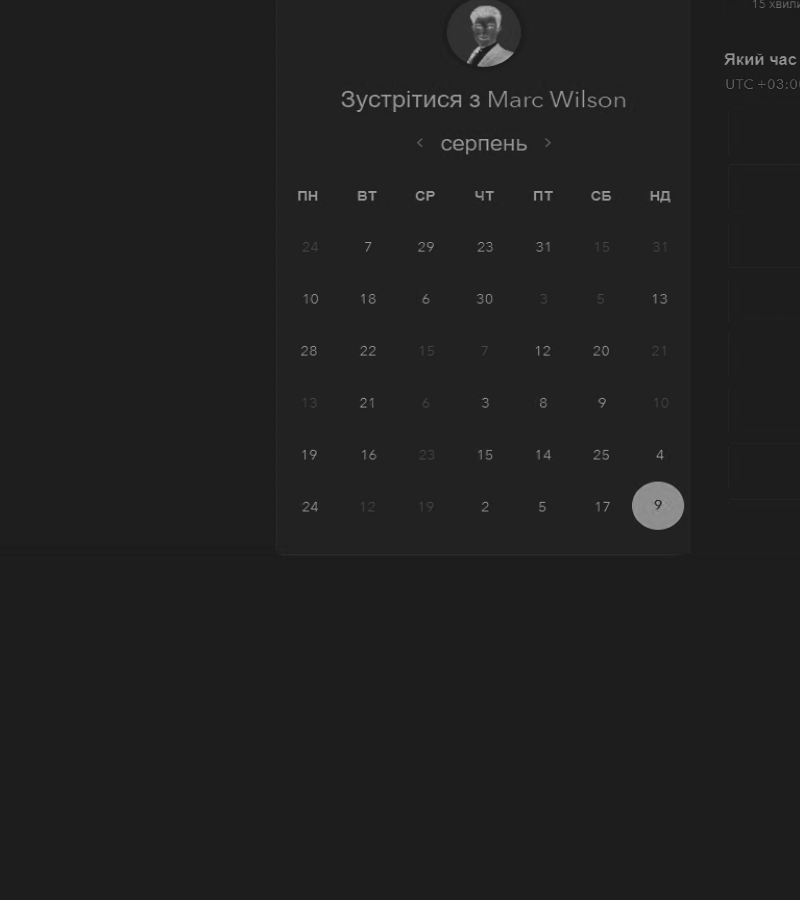 15 хвили
Зустрітися з Marc Wilson
< серпень >
ПН ВТ СР ЧТ ПТ СБ НД
24 7 29 23 31 15 31
10 18 6 30 3 5 13
28 22 15 7 12 20 21
13 21 6 3 8 9 10
19 16 23 15 14 25 4
24 12 19 2 5 17 9
Який час
UTC +03:00